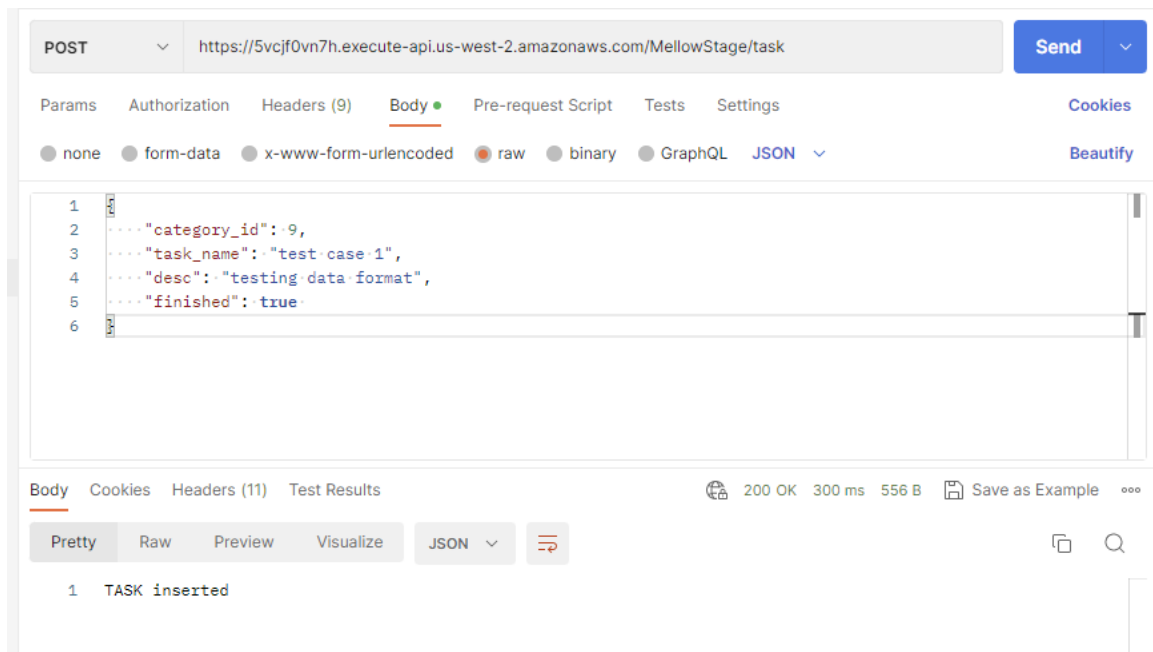 POST https://5vcjf0vn7h.execute-api.us-west-2.amazonaws.com/MellowStage/task Send
Params Authorization Headers (9) Body Pre-request Script Tests Settings Cookies
none form-data x-www-form-urlencoded raw binary GraphQL JSON Beautify
1 {
2 "category_id": 9,
3 "task_name": "test case 1",
4 "desc": "testing data format",
5 "finished": true
6 }
Body Cookies Headers (11) Test Results 200 OK 300 ms 556 B Save as Example
Pretty Raw Preview Visualize JSON
1 TASK inserted